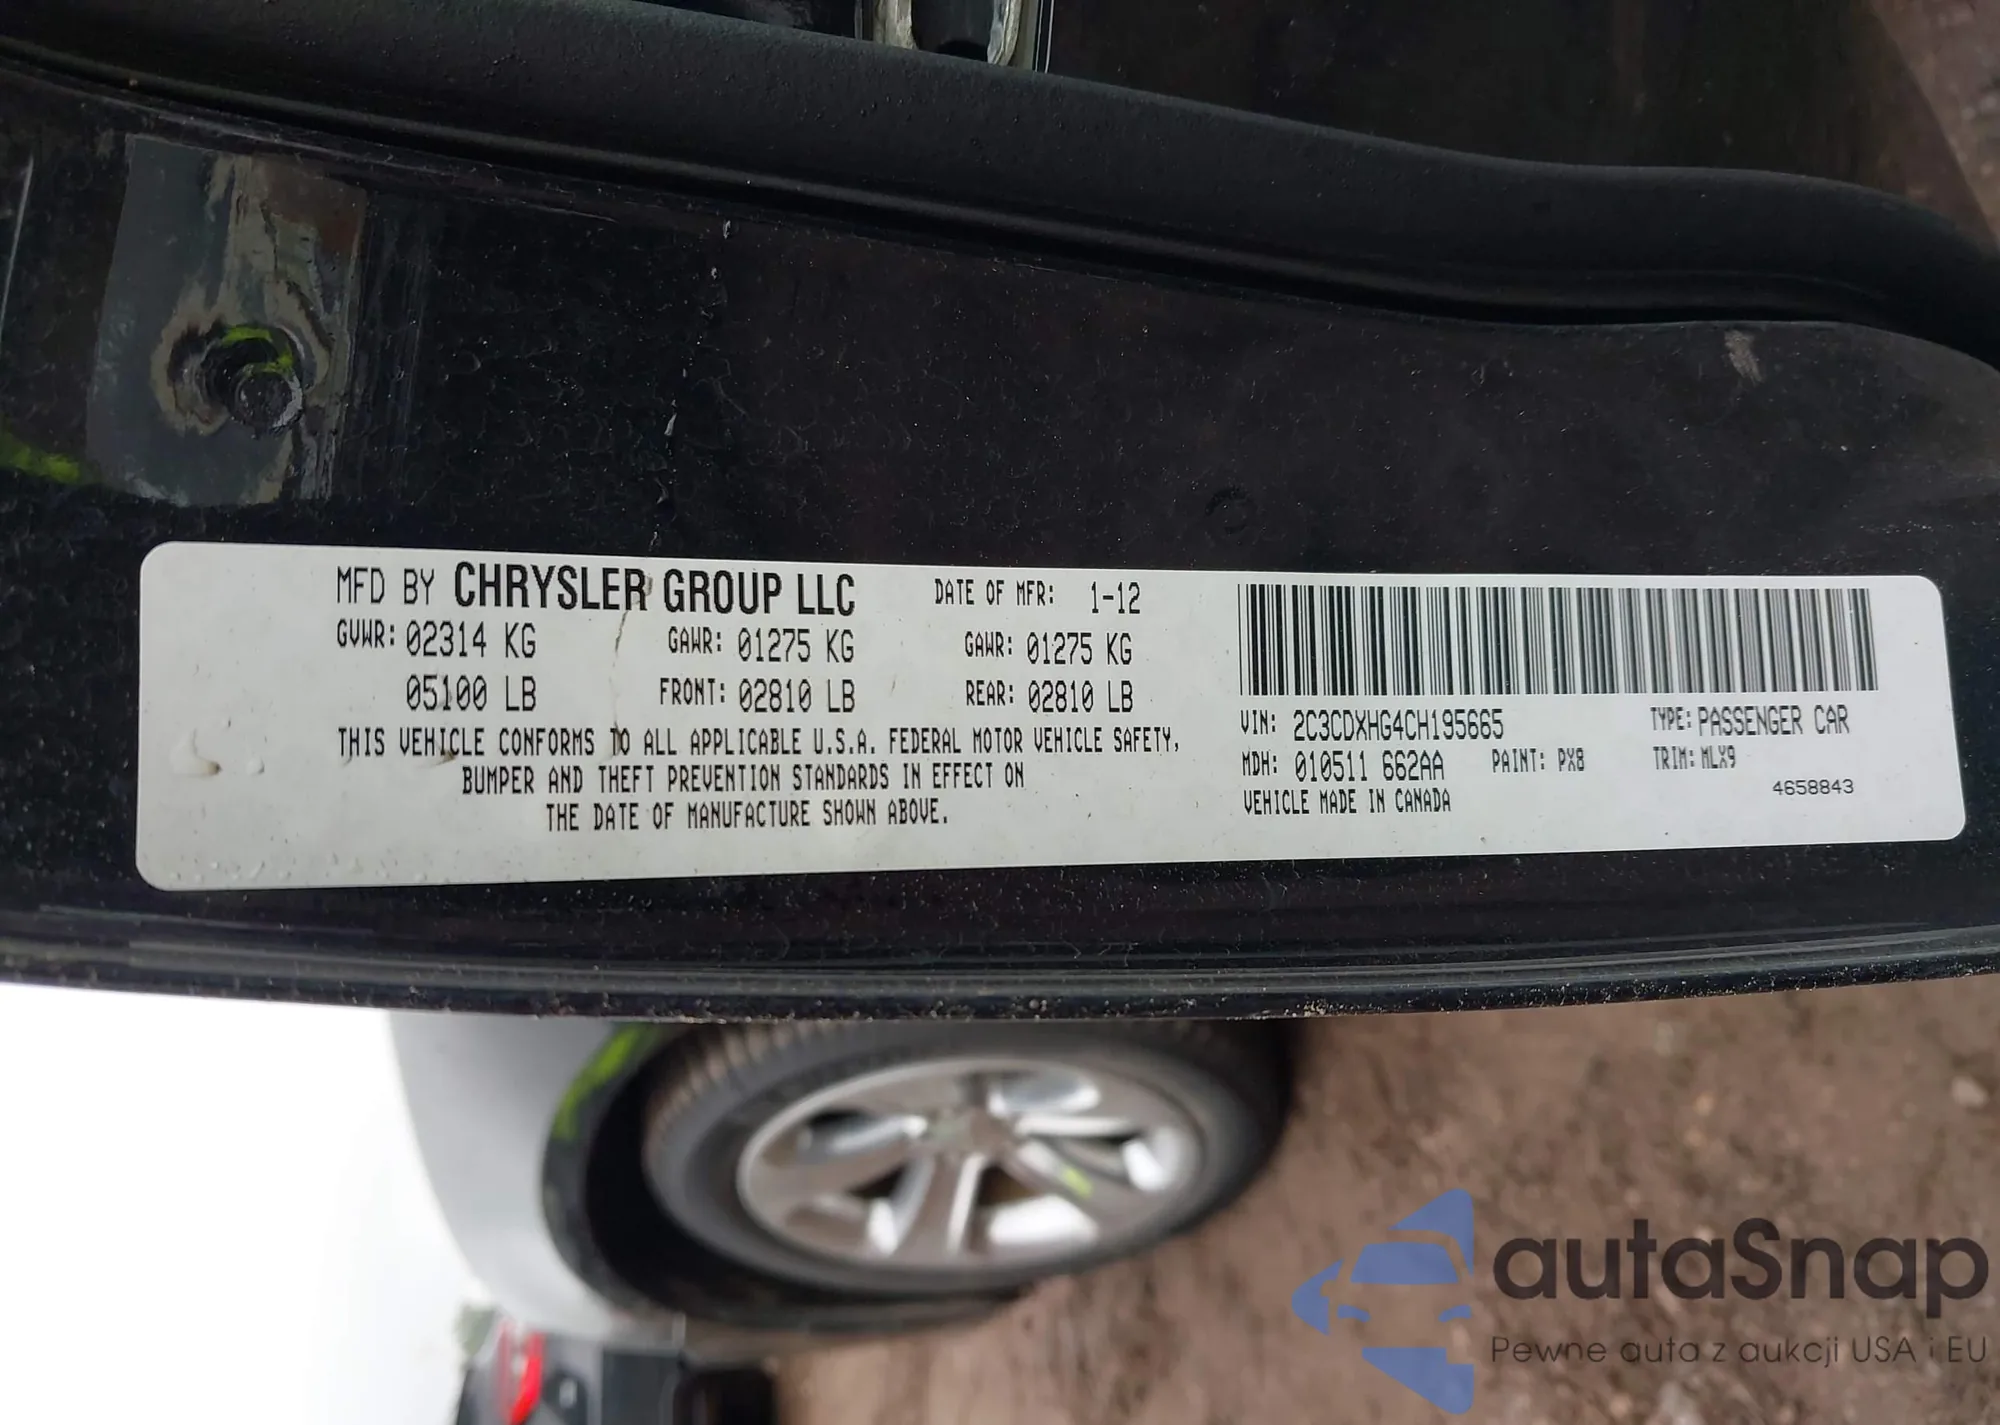 MFD BY CHRYSLER GROUP LLC DATE OF MFR: 1-12
GVWR: 02314 KG GAWR: 01275 KG GAWR: 01275 KG
05100 LB FRONT: 02810 LB REAR: 02810 LB
THIS VEHICLE CONFORMS TO ALL APPLICABLE U.S.A. FEDERAL MOTOR VEHICLE SAFETY,
BUMPER AND THEFT PREVENTION STANDARDS IN EFFECT ON
THE DATE OF MANUFACTURE SHOWN ABOVE.
VIN: 2C3CDXHG4CH195665 TYPE: PASSENGER CAR
MDH: 010511 662AA PAINT: PX8 TRIM: MLX9
VEHICLE MADE IN CANADA 4658843
autaSnap
Pewne auta z aukcji USA i EU